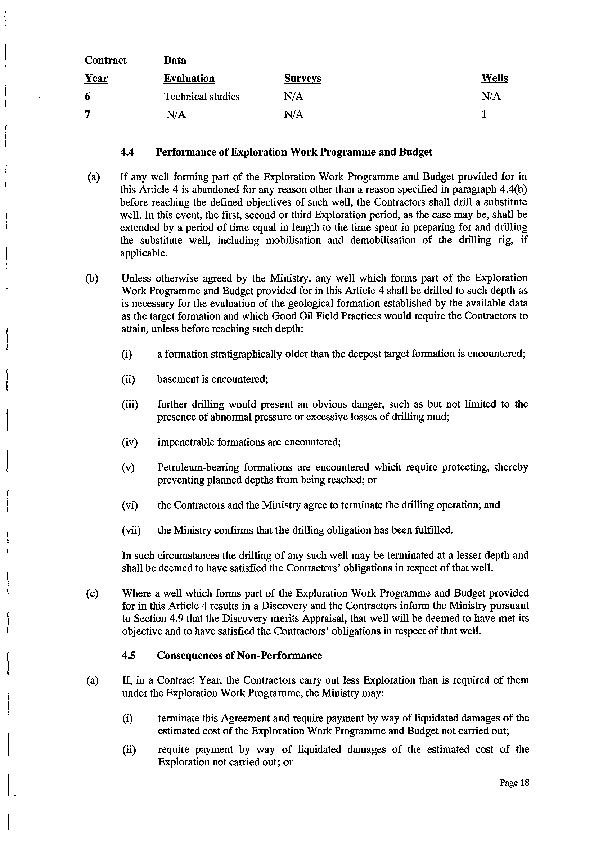 Contract Data
Year Evaluation Surveys Wells
6 Technical studies N/A N/A
7 N/A N/A 1
4.4 Performance of Exploration Work Programme and Budget
(a) If any well forming part of the Exploration Work Programme and Budget provided for in
this Article 4 is abandoned for any reason other than a reason specified in paragraph 4.4(b)
before reaching the defined objectives of such well, the Contractors shall drill a substitute
well. In this event, the first, second or third Exploration period, as the case may be, shall be
extended by a period of time equal in length to the time spent in preparing for and drilling
the substitute well, including mobilisation and demobilisation of the drilling rig, if
applicable.
(b) Unless otherwise agreed by the Ministry, any well which forms part of the Exploration
Work Programme and Budget provided for in this Article 4 shall be drilled to such depth as
is necessary for the evaluation of the geological formation established by the available data
as the target formation and which Good Oil Field Practices would require the Contractors to
attain, unless before reaching such depth:
(i) a formation stratigraphically older than the deepest target formation is encountered;
(ii) basement is encountered;
(iii) further drilling would present an obvious danger, such as but not limited to the
presence of abnormal pressure or excessive losses of drilling mud;
(iv) impenetrable formations are encountered;
(v) Petroleum-bearing formations are encountered which require protecting, thereby
preventing planned depths from being reached; or
(vi) the Contractors and the Ministry agree to terminate the drilling operation; and
(vii) the Ministry confirms that the drilling obligation has been fulfilled.
In such circumstances the drilling of any such well may be terminated at a lesser depth and
shall be deemed to have satisfied the Contractors' obligations in respect of that well.
(c) Where a well which forms part of the Exploration Work Programme and Budget provided
for in this Article 4 results in a Discovery and the Contractors inform the Ministry pursuant
to Section 4.9 that the Discovery merits Appraisal, that well will be deemed to have met its
objective and to have satisfied the Contractors' obligations in respect of that well.
4.5 Consequences of Non-Performance
(a) If, in a Contract Year, the Contractors carry out less Exploration than is required of them
under the Exploration Work Programme, the Ministry may:
(i) terminate this Agreement and require payment by way of liquidated damages of the
estimated cost of the Exploration Work Programme and Budget not carried out;
(ii) require payment by way of liquidated damages of the estimated cost of the
Exploration not carried out; or
Page 18